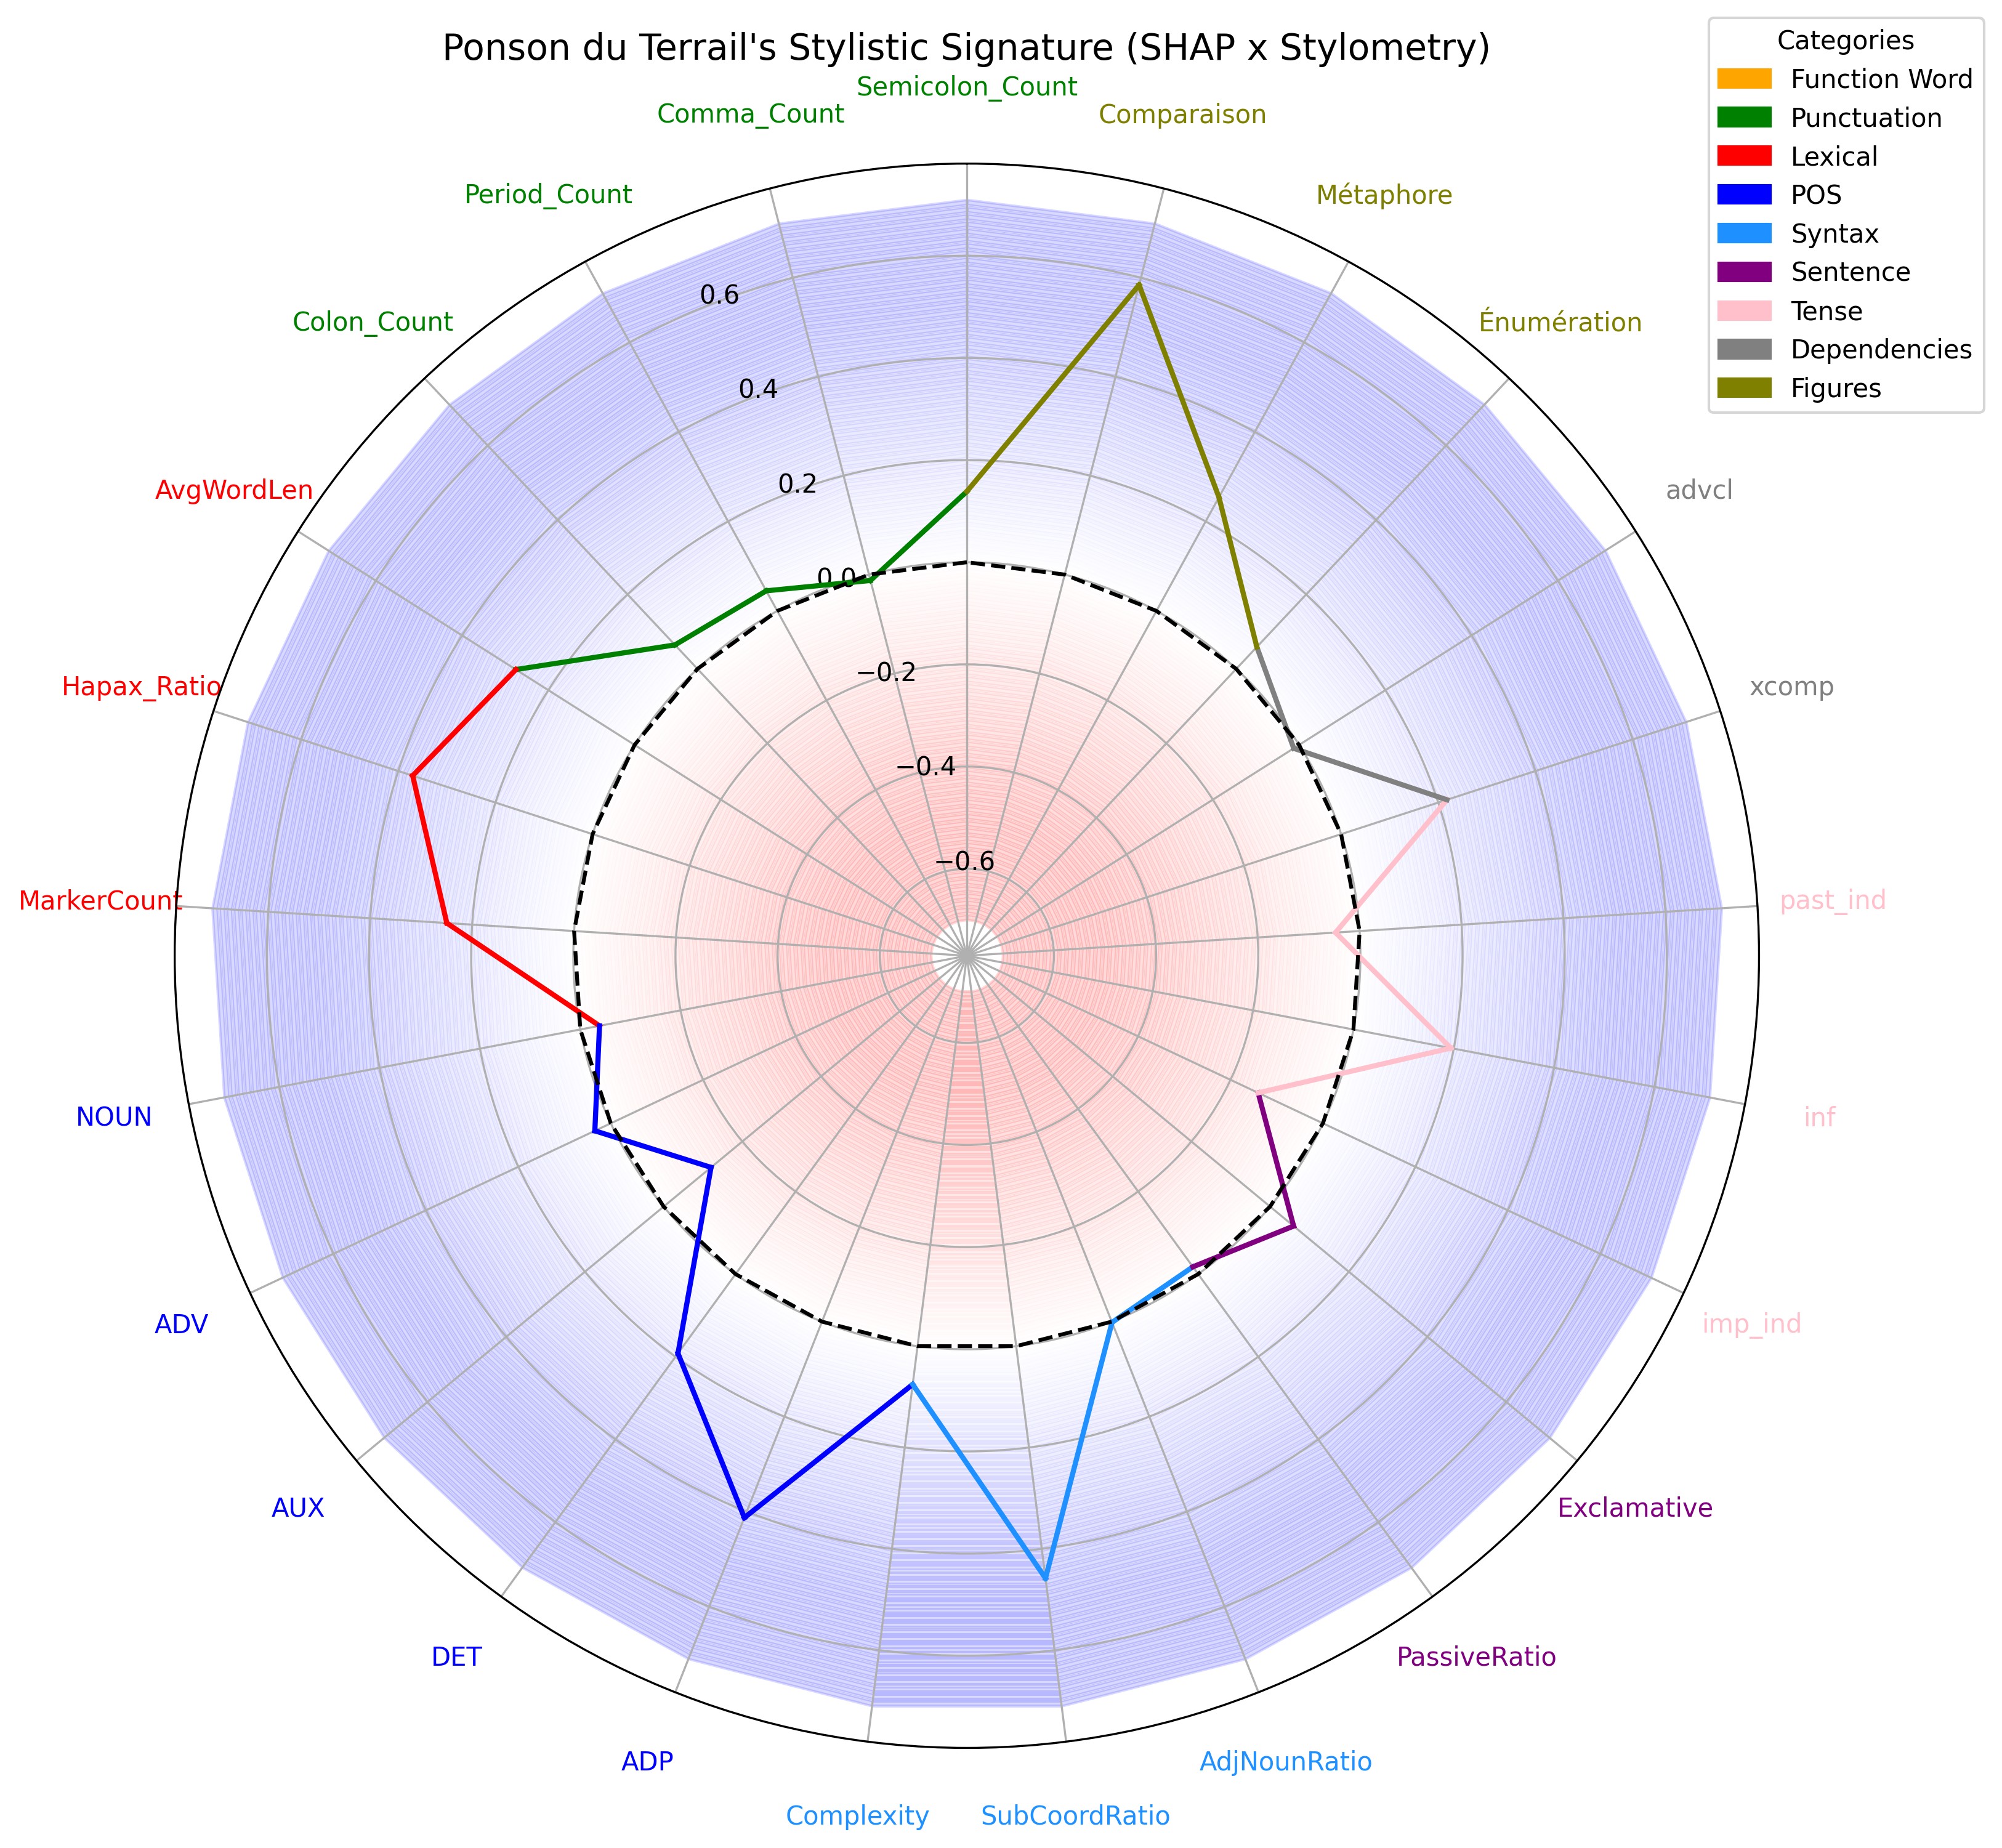 Ponson du Terrail's Stylistic Signature (SHAP x Stylometry)
Categories
Function Word
Punctuation
Lexical
POS
Syntax
Sentence
Tense
Dependencies
Figures
Semicolon_Count
Comma_Count
Period_Count
Colon_Count
AvgWordLen
Hapax_Ratio
MarkerCount
NOUN
ADV
AUX
DET
ADP
Complexity
SubCoordRatio
AdjNounRatio
PassiveRatio
Exclamative
imp_ind
inf
past_ind
xcomp
advcl
Énumération
Métaphore
Comparaison
0.6
0.4
0.2
0.0
−0.2
−0.4
−0.6